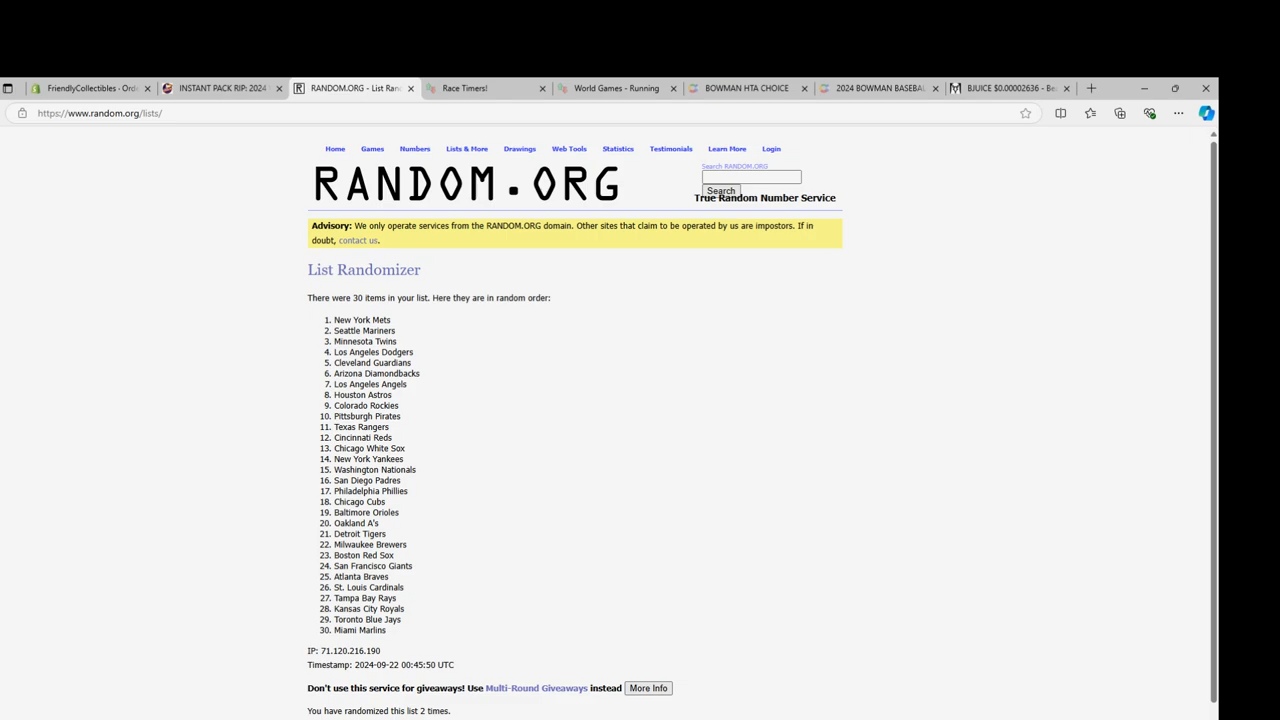 FriendlyCollectibles - Orde
INSTANT PACK RIP: 2024
RANDOM.ORG - List Ran
Race Timers!
World Games - Running
BOWMAN HTA CHOICE
2024 BOWMAN BASEBAL
BJUICE $0.00002636 - Be
https://www.random.org/lists/
Home Games Numbers Lists & More Drawings Web Tools Statistics Testimonials Learn More Login
RANDOM.ORG
Search RANDOM.ORG
Search
True Random Number Service
Advisory: We only operate services from the RANDOM.ORG domain. Other sites that claim to be operated by us are impostors. If in
doubt, contact us.
List Randomizer
There were 30 items in your list. Here they are in random order:
1. New York Mets
2. Seattle Mariners
3. Minnesota Twins
4. Los Angeles Dodgers
5. Cleveland Guardians
6. Arizona Diamondbacks
7. Los Angeles Angels
8. Houston Astros
9. Colorado Rockies
10. Pittsburgh Pirates
11. Texas Rangers
12. Cincinnati Reds
13. Chicago White Sox
14. New York Yankees
15. Washington Nationals
16. San Diego Padres
17. Philadelphia Phillies
18. Chicago Cubs
19. Baltimore Orioles
20. Oakland A's
21. Detroit Tigers
22. Milwaukee Brewers
23. Boston Red Sox
24. San Francisco Giants
25. Atlanta Braves
26. St. Louis Cardinals
27. Tampa Bay Rays
28. Kansas City Royals
29. Toronto Blue Jays
30. Miami Marlins
IP: 71.120.216.190
Timestamp: 2024-09-22 00:45:50 UTC
Don't use this service for giveaways! Use Multi-Round Giveaways instead More Info
You have randomized this list 2 times.